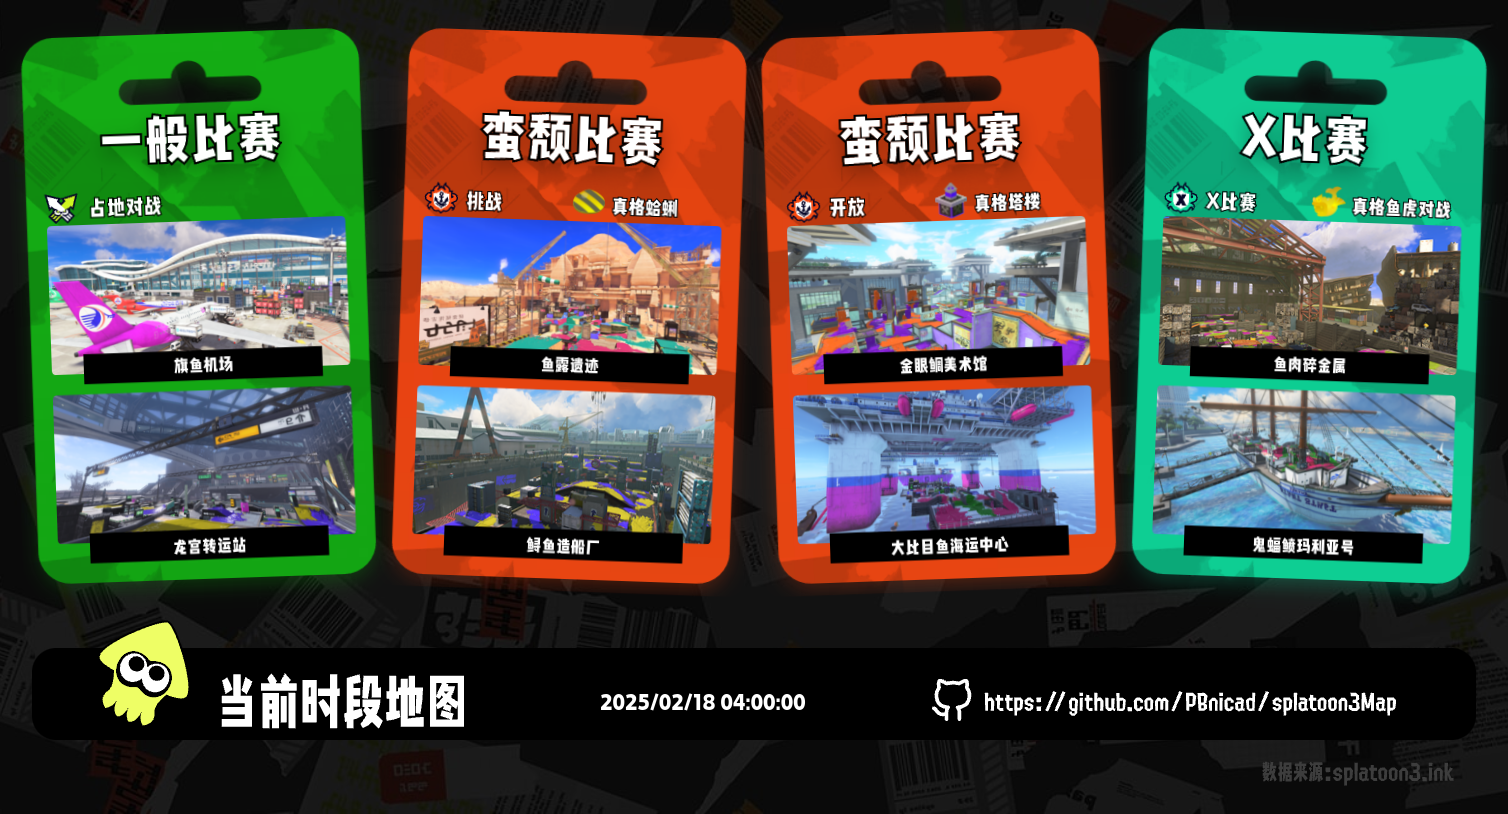 一般比赛
占地对战
旗鱼机场
龙宫转运站
蛮颓比赛
挑战
真格蛤蜊
鱼露遗迹
鲟鱼造船厂
蛮颓比赛
开放
真格塔楼
金眼鲷美术馆
大比目鱼海运中心
X比赛
X比赛
真格鱼虎对战
鱼肉碎金属
鬼蝠鲼玛利亚号
当前时段地图
2025/02/18 04:00:00
https://github.com/PBnicad/splatoon3Map
数据来源:splatoon3.ink